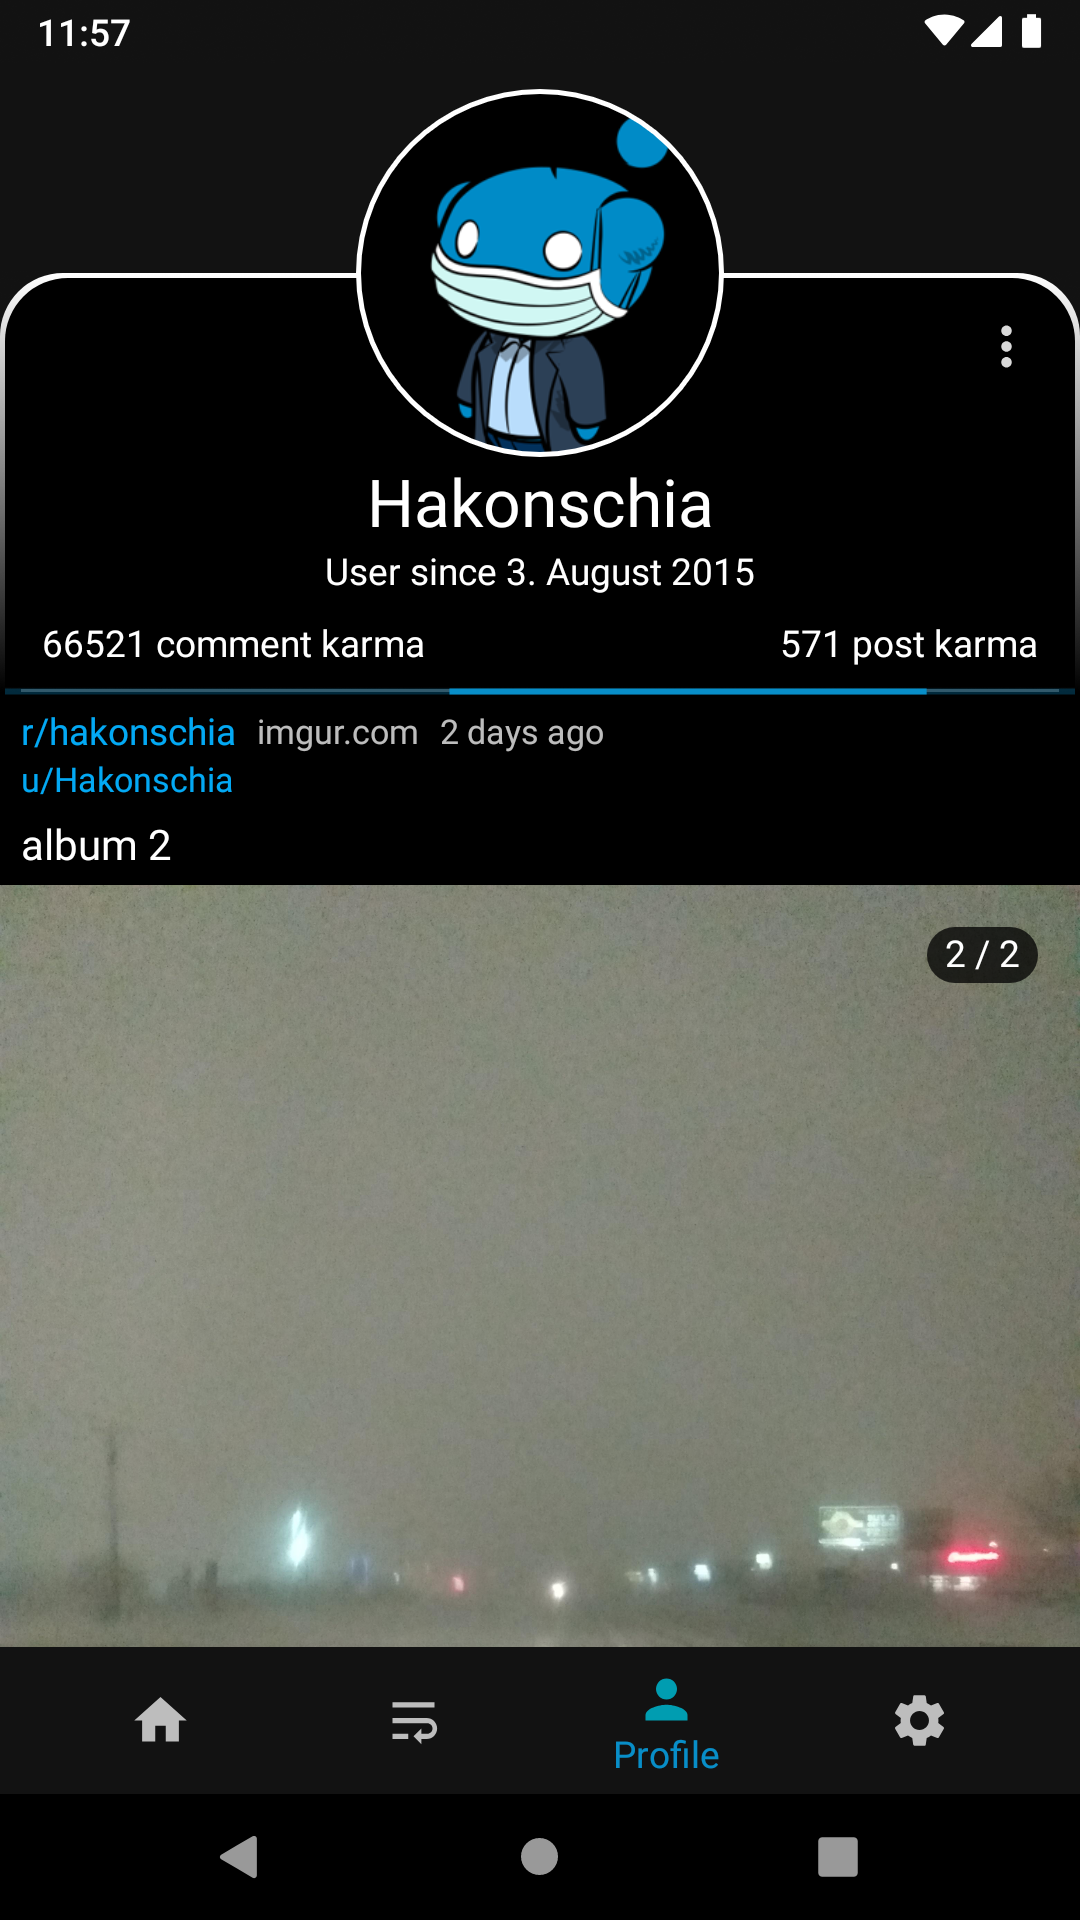 11:57
Hakonschia
User since 3. August 2015
66521 comment karma 571 post karma
r/hakonschia imgur.com 2 days ago
u/Hakonschia
album 2
2 / 2
Profile